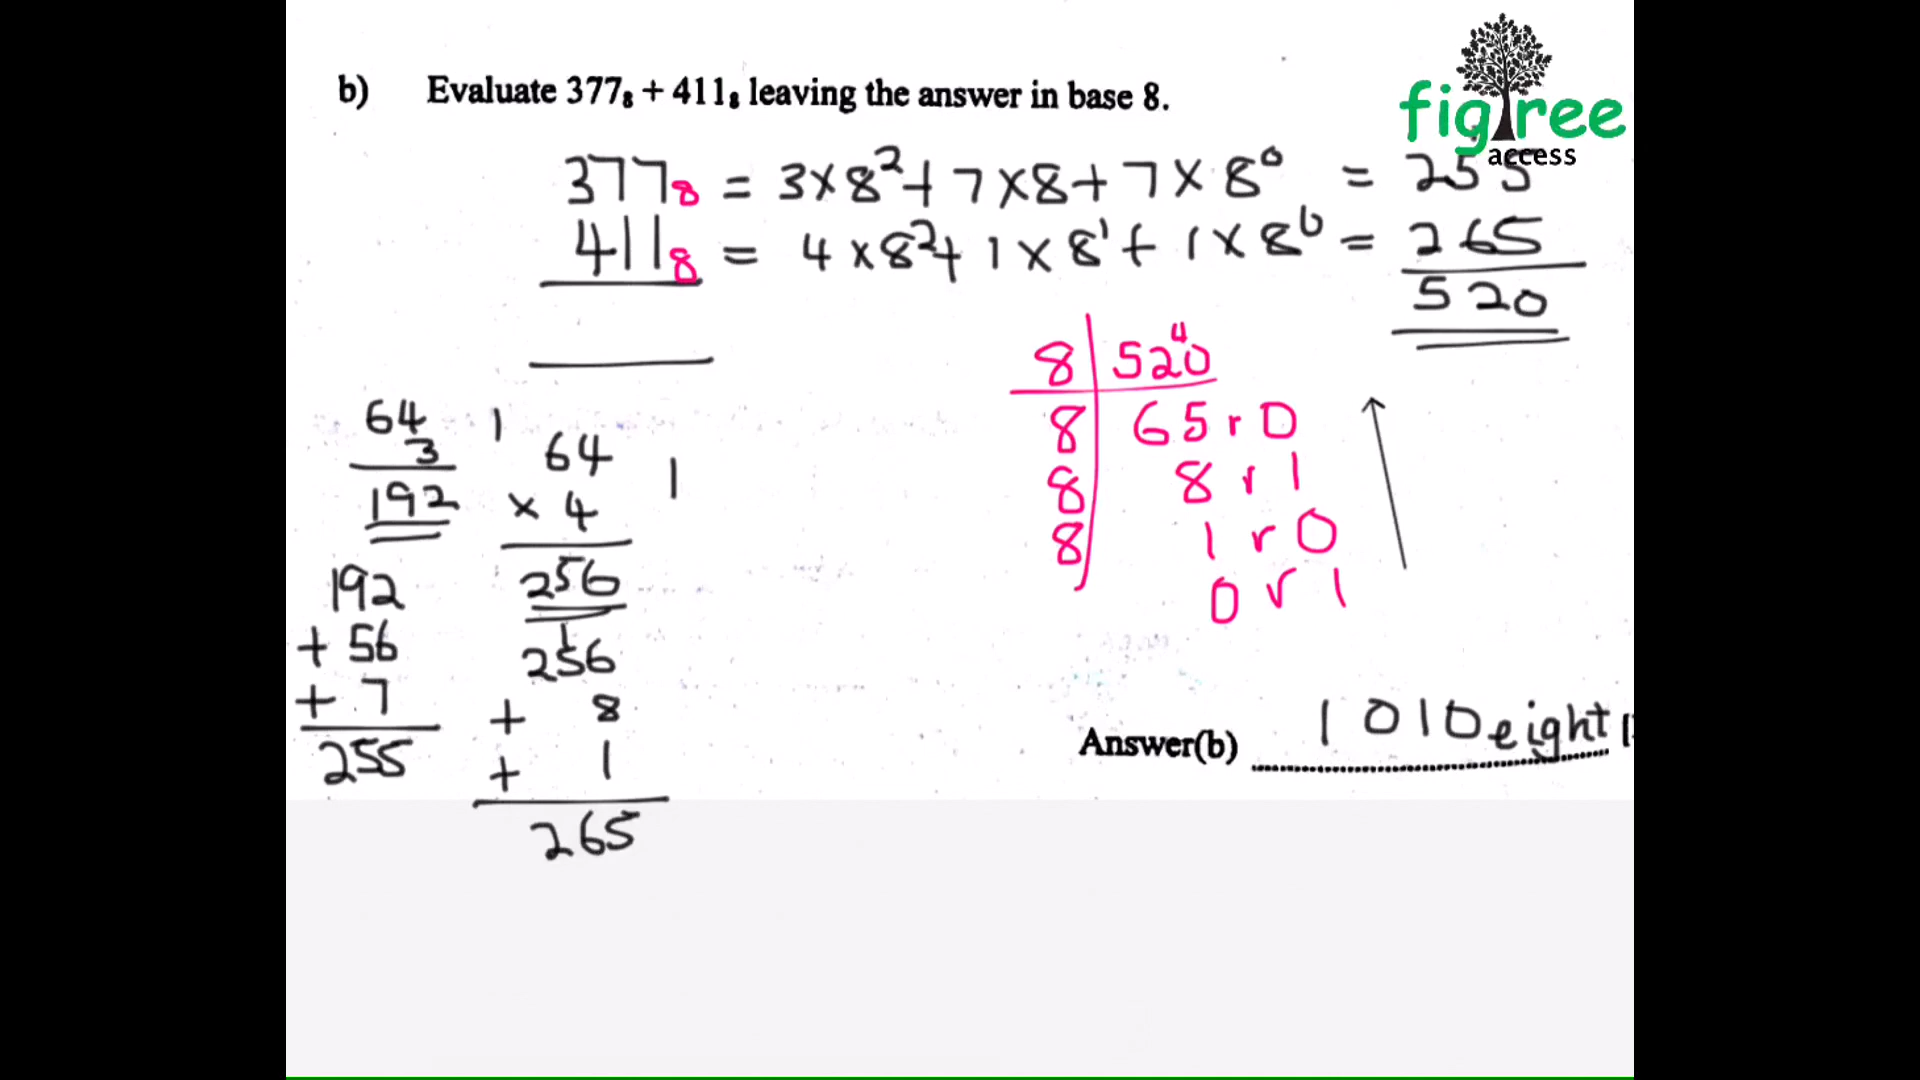 figtree
access
b) Evaluate 377₈ + 411₈ leaving the answer in base 8.
377₈ = 3×8² + 7×8 + 7×8⁰ = 255
411₈ = 4×8² + 1×8¹ + 1×8⁰ = 265
520
8 | 52⁴0
8 | 65 r 0
8 | 8 r 1
8 | 1 r 0
0 r 1
64
3
192
192
+ 56
+ 7
255
1
64
× 4
256
1
256
+ 8
+ 1
265
1
Answer(b) 1010eight